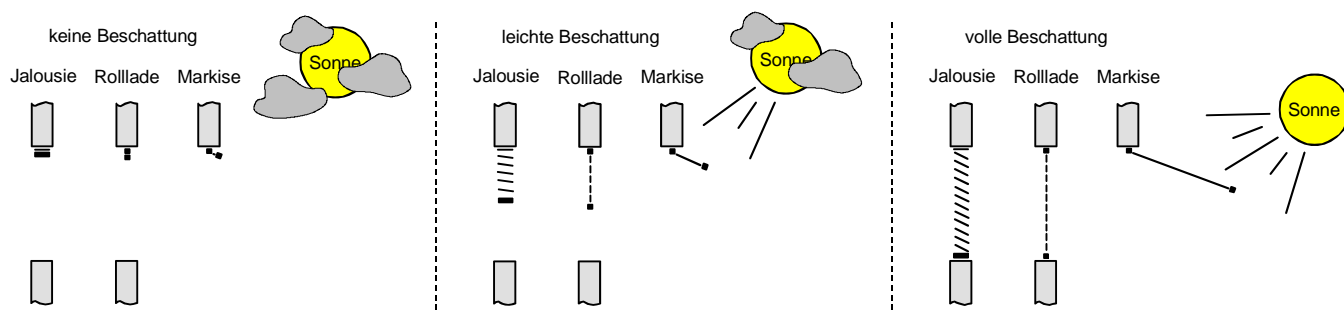 keine Beschattung
Jalousie Rolllade Markise
Sonne
leichte Beschattung
Jalousie Rolllade Markise
Sonne
volle Beschattung
Jalousie Rolllade Markise
Sonne